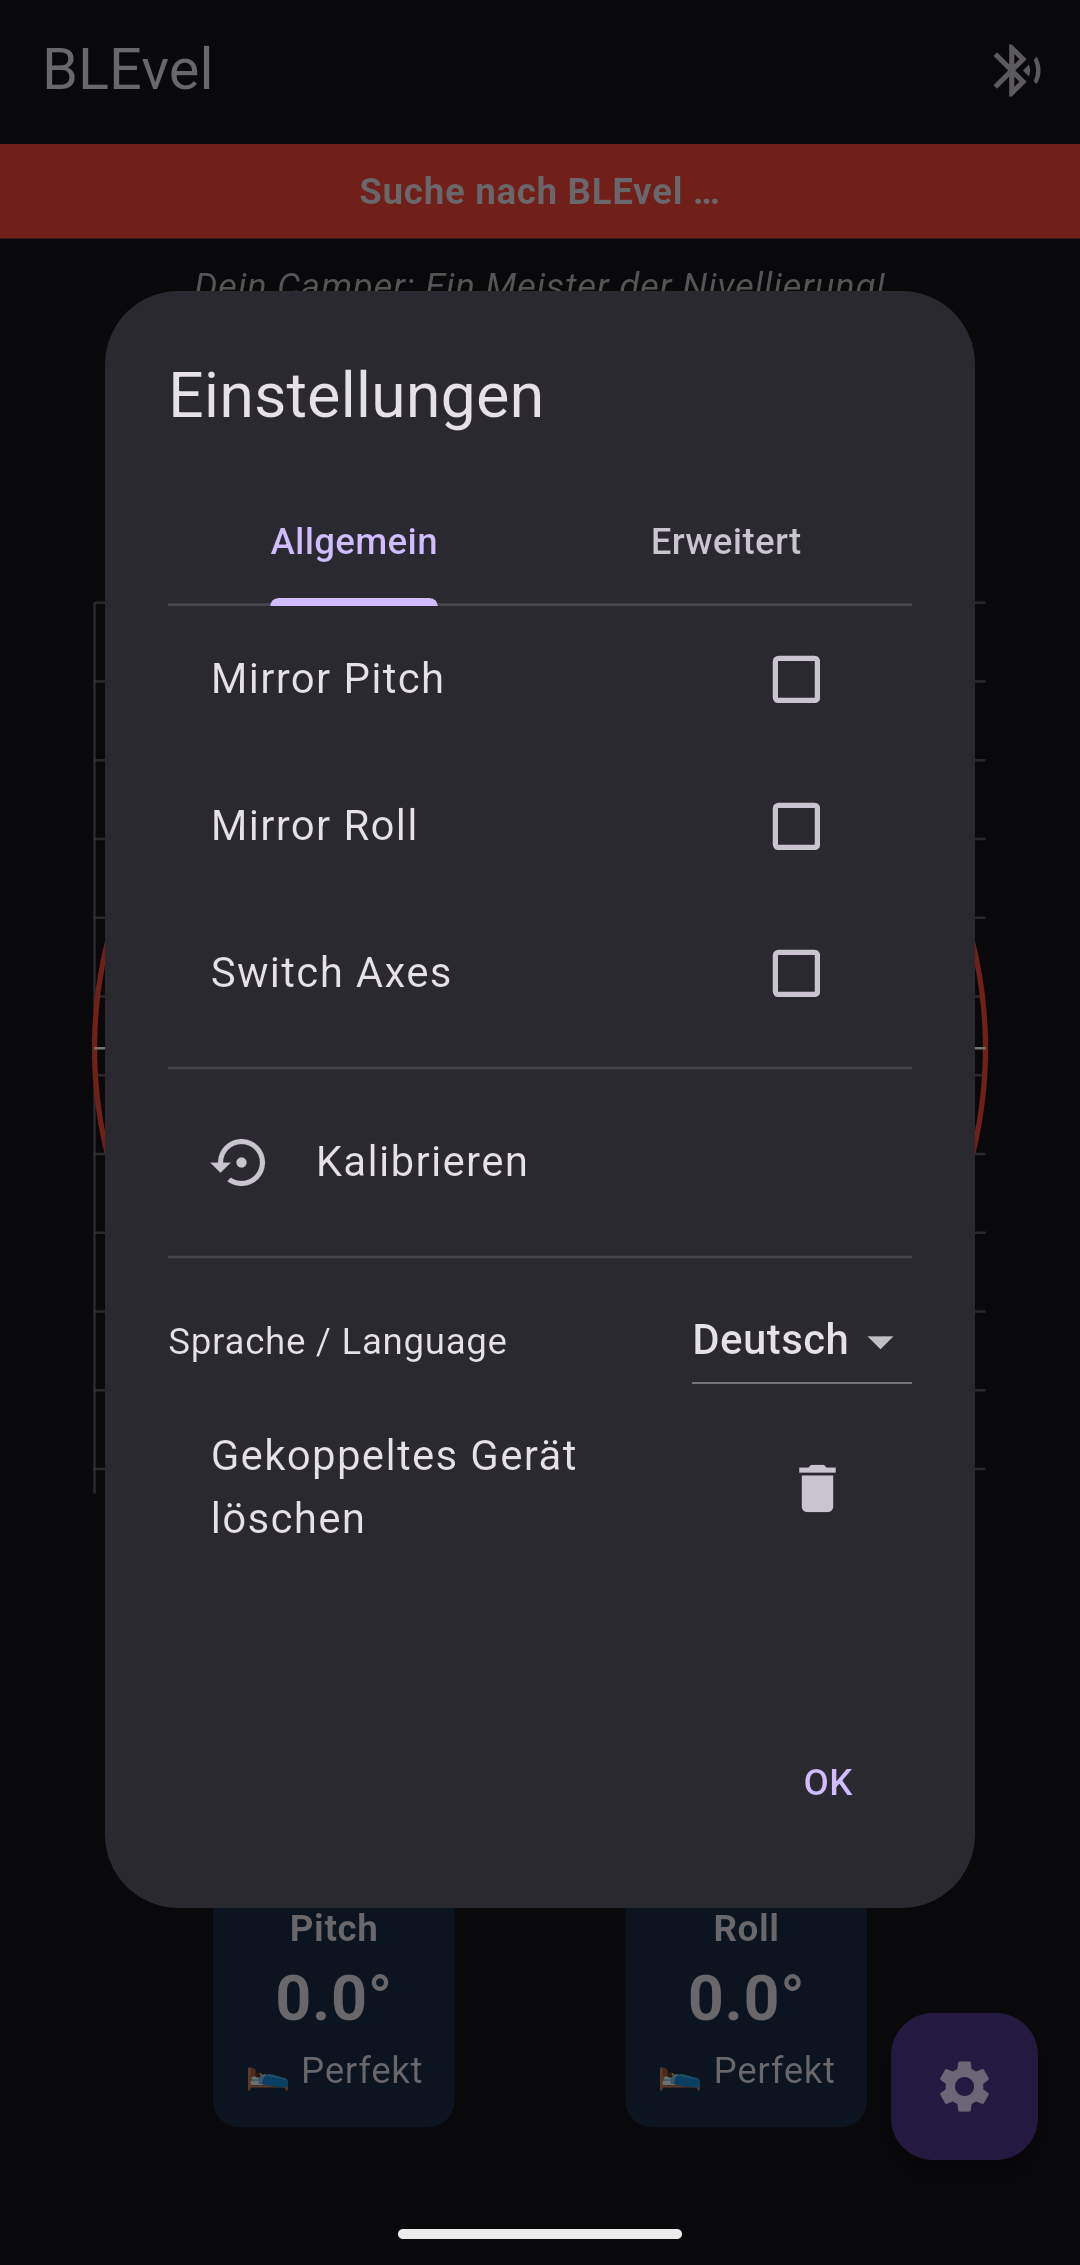 BLEvel
Suche nach BLEvel ...
Dein Camper: Ein Meister der Nivellierung!
Einstellungen
Allgemein
Erweitert
Mirror Pitch
Mirror Roll
Switch Axes
Kalibrieren
Sprache / Language
Deutsch
Gekoppeltes Gerät
löschen
OK
Pitch
Roll
0.0°
0.0°
Perfekt
Perfekt